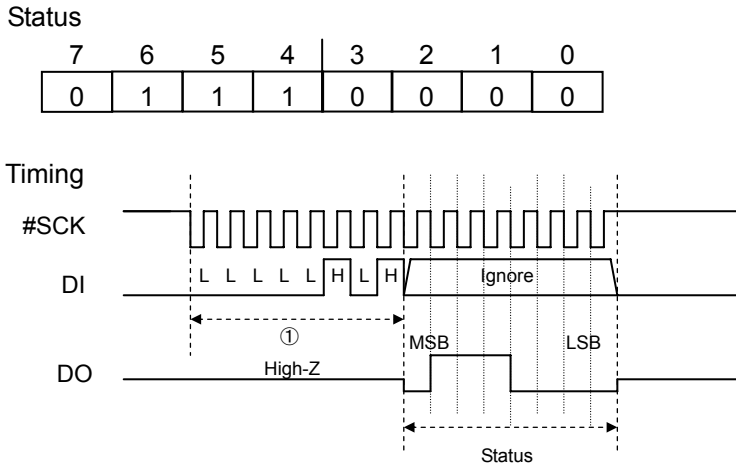 Status
7 6 5 4 3 2 1 0
0 1 1 1 0 0 0 0
Timing
#SCK
DI L L L L L H L H Ignore
①
MSB LSB
DO High-Z
Status